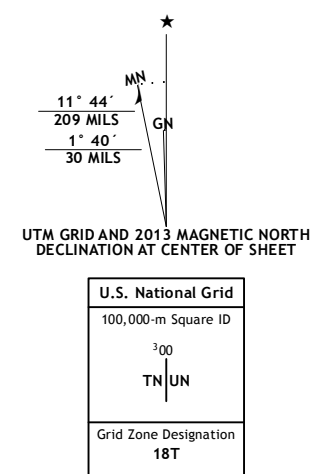 ★
MN
11° 44´
209 MILS
GN
1° 40´
30 MILS
UTM GRID AND 2013 MAGNETIC NORTH
DECLINATION AT CENTER OF SHEET
U.S. National Grid
100,000-m Square ID
³00
TN UN
Grid Zone Designation
18T